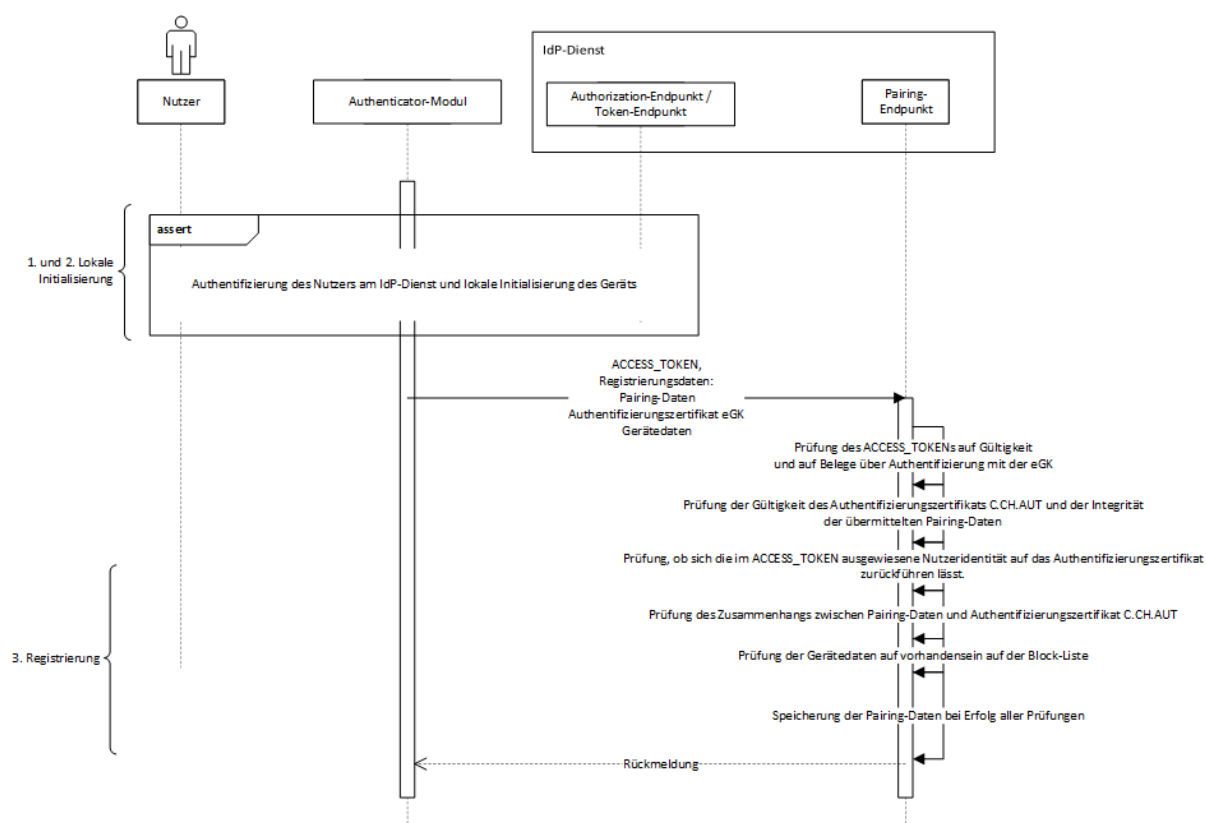 IdP-Dienst
Nutzer
Authenticator-Modul
Authorization-Endpunkt /
Token-Endpunkt
Pairing-
Endpunkt
assert
1. und 2. Lokale
Initialisierung
Authentifizierung des Nutzers am IdP-Dienst und lokale Initialisierung des Geräts
ACCESS_TOKEN,
Registrierungsdaten:
Pairing-Daten
Authentifizierungszertifikat eGK
Gerätedaten
Prüfung des ACCESS_TOKENs auf Gültigkeit
und auf Belege über Authentifizierung mit der eGK
Prüfung der Gültigkeit des Authentifizierungszertifikats C.CH.AUT und der Integrität
der übermittelten Pairing-Daten
Prüfung, ob sich die im ACCESS_TOKEN ausgewiesene Nutzeridentität auf das Authentifizierungszertifikat
zurückführen lässt.
Prüfung des Zusammenhangs zwischen Pairing-Daten und Authentifizierungszertifikat C.CH.AUT
3. Registrierung
Prüfung der Gerätedaten auf vorhandensein auf der Block-Liste
Speicherung der Pairing-Daten bei Erfolg aller Prüfungen
Rückmeldung